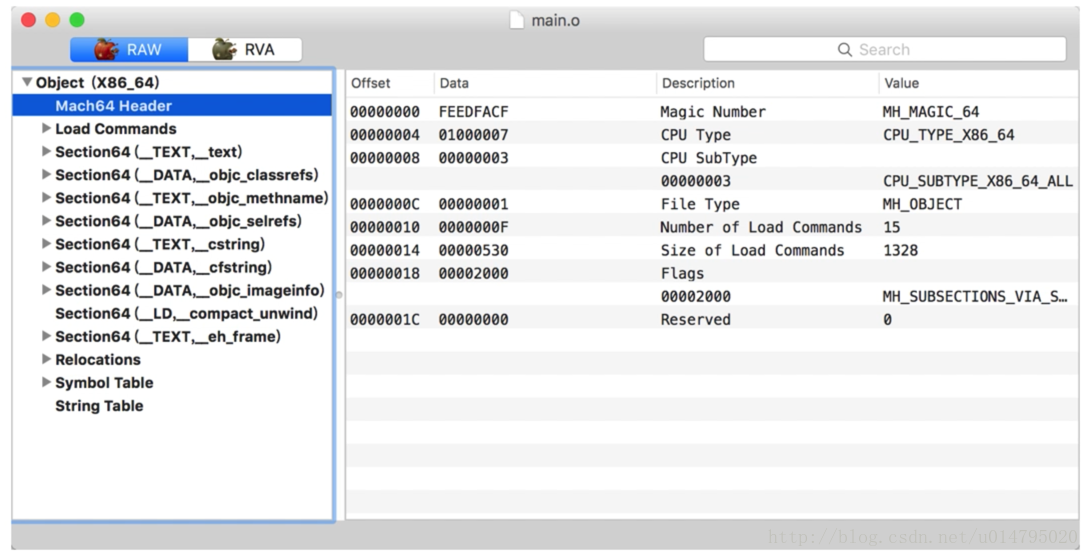 main.o
RAW RVA Search
Object (X86_64)
Mach64 Header
Load Commands
Section64 (__TEXT,__text)
Section64 (__DATA,__objc_classrefs)
Section64 (__TEXT,__objc_methname)
Section64 (__DATA,__objc_selrefs)
Section64 (__TEXT,__cstring)
Section64 (__DATA,__cfstring)
Section64 (__DATA,__objc_imageinfo)
Section64 (__LD,__compact_unwind)
Section64 (__TEXT,__eh_frame)
Relocations
Symbol Table
String Table
Offset Data Description Value
00000000 FEEDFACF Magic Number MH_MAGIC_64
00000004 01000007 CPU Type CPU_TYPE_X86_64
00000008 00000003 CPU SubType
00000003 CPU_SUBTYPE_X86_64_ALL
0000000C 00000001 File Type MH_OBJECT
00000010 0000000F Number of Load Commands 15
00000014 00000530 Size of Load Commands 1328
00000018 00002000 Flags
00002000 MH_SUBSECTIONS_VIA_S…
0000001C 00000000 Reserved 0
http://blog.csdn.net/u014795020